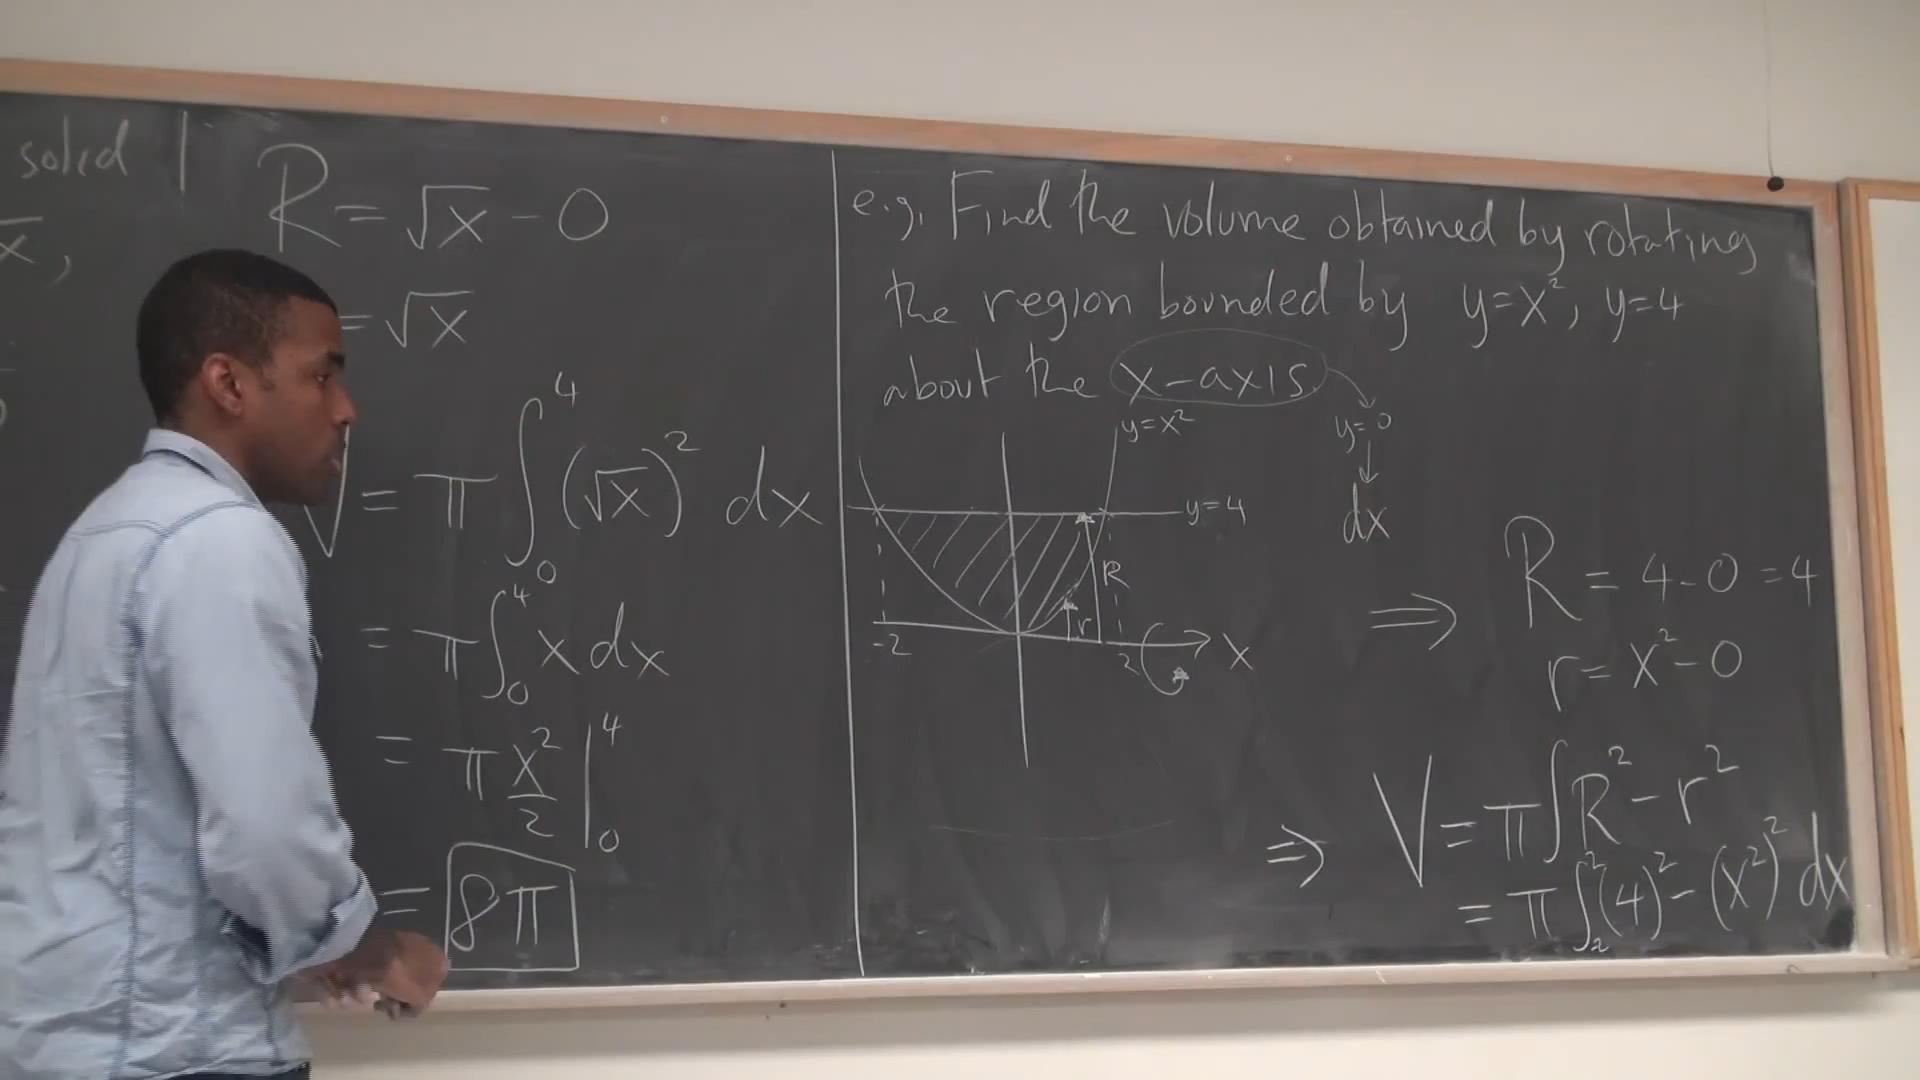 solid 1
x,
R = √x - 0
= √x
V = π ∫₀⁴ (√x)² dx
= π ∫₀⁴ x dx
= π x²/2 |₀⁴
= 8π
e.g. Find the volume obtained by rotating
the region bounded by y=x², y=4
about the x-axis
y=x²
y=0
dx
y=4
R
r
-2
2
x
⇒ R = 4-0 = 4
r = x²-0
⇒ V = π∫R²-r²
= π∫₂²(4)²-(x²)² dx